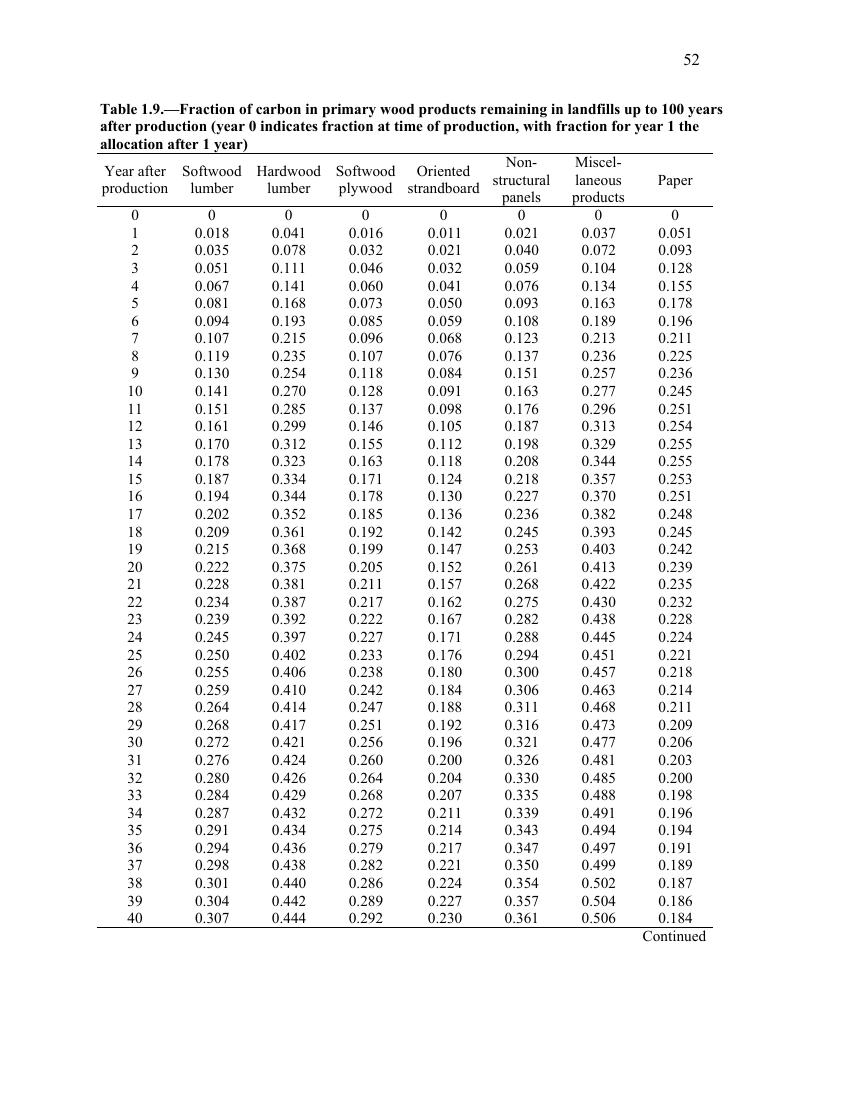 52
Table 1.9.—Fraction of carbon in primary wood products remaining in landfills up to 100 years
after production (year 0 indicates fraction at time of production, with fraction for year 1 the
allocation after 1 year)
Year after production Softwood lumber Hardwood lumber Softwood plywood Oriented strandboard Non-structural panels Miscel-laneous products Paper
0 0 0 0 0 0 0 0
1 0.018 0.041 0.016 0.011 0.021 0.037 0.051
2 0.035 0.078 0.032 0.021 0.040 0.072 0.093
3 0.051 0.111 0.046 0.032 0.059 0.104 0.128
4 0.067 0.141 0.060 0.041 0.076 0.134 0.155
5 0.081 0.168 0.073 0.050 0.093 0.163 0.178
6 0.094 0.193 0.085 0.059 0.108 0.189 0.196
7 0.107 0.215 0.096 0.068 0.123 0.213 0.211
8 0.119 0.235 0.107 0.076 0.137 0.236 0.225
9 0.130 0.254 0.118 0.084 0.151 0.257 0.236
10 0.141 0.270 0.128 0.091 0.163 0.277 0.245
11 0.151 0.285 0.137 0.098 0.176 0.296 0.251
12 0.161 0.299 0.146 0.105 0.187 0.313 0.254
13 0.170 0.312 0.155 0.112 0.198 0.329 0.255
14 0.178 0.323 0.163 0.118 0.208 0.344 0.255
15 0.187 0.334 0.171 0.124 0.218 0.357 0.253
16 0.194 0.344 0.178 0.130 0.227 0.370 0.251
17 0.202 0.352 0.185 0.136 0.236 0.382 0.248
18 0.209 0.361 0.192 0.142 0.245 0.393 0.245
19 0.215 0.368 0.199 0.147 0.253 0.403 0.242
20 0.222 0.375 0.205 0.152 0.261 0.413 0.239
21 0.228 0.381 0.211 0.157 0.268 0.422 0.235
22 0.234 0.387 0.217 0.162 0.275 0.430 0.232
23 0.239 0.392 0.222 0.167 0.282 0.438 0.228
24 0.245 0.397 0.227 0.171 0.288 0.445 0.224
25 0.250 0.402 0.233 0.176 0.294 0.451 0.221
26 0.255 0.406 0.238 0.180 0.300 0.457 0.218
27 0.259 0.410 0.242 0.184 0.306 0.463 0.214
28 0.264 0.414 0.247 0.188 0.311 0.468 0.211
29 0.268 0.417 0.251 0.192 0.316 0.473 0.209
30 0.272 0.421 0.256 0.196 0.321 0.477 0.206
31 0.276 0.424 0.260 0.200 0.326 0.481 0.203
32 0.280 0.426 0.264 0.204 0.330 0.485 0.200
33 0.284 0.429 0.268 0.207 0.335 0.488 0.198
34 0.287 0.432 0.272 0.211 0.339 0.491 0.196
35 0.291 0.434 0.275 0.214 0.343 0.494 0.194
36 0.294 0.436 0.279 0.217 0.347 0.497 0.191
37 0.298 0.438 0.282 0.221 0.350 0.499 0.189
38 0.301 0.440 0.286 0.224 0.354 0.502 0.187
39 0.304 0.442 0.289 0.227 0.357 0.504 0.186
40 0.307 0.444 0.292 0.230 0.361 0.506 0.184
Continued